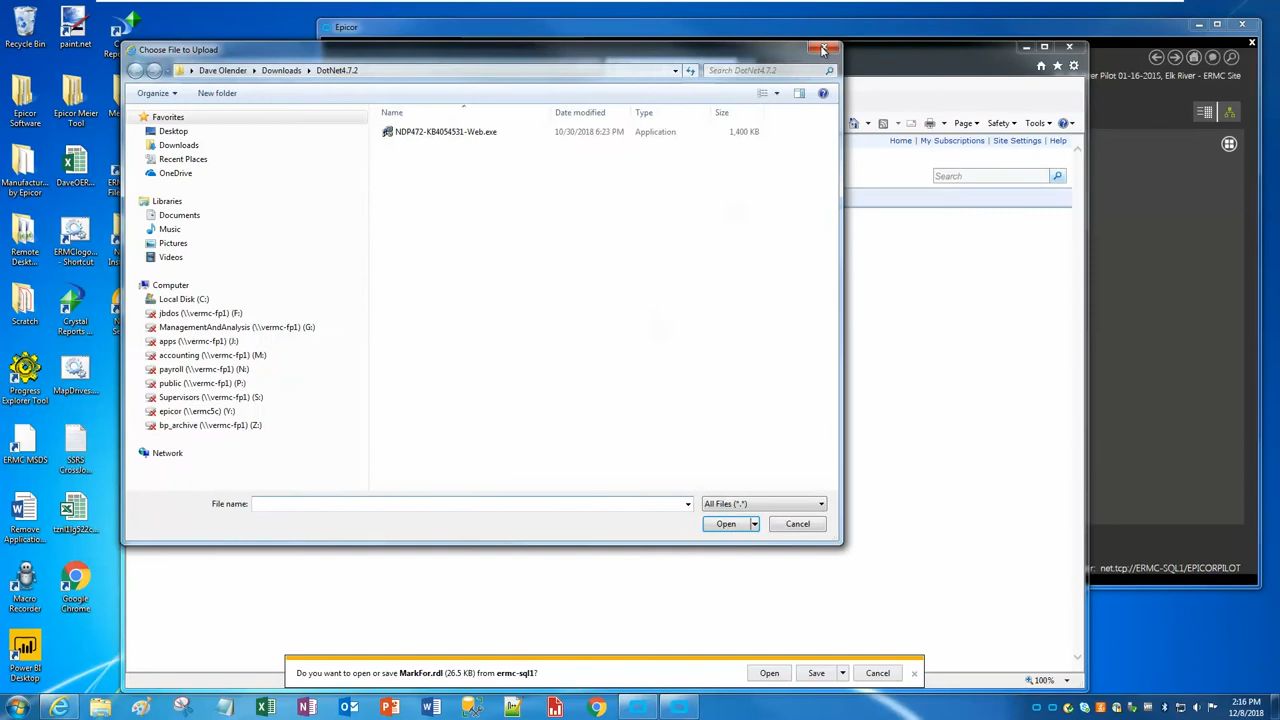 Recycle Bin
paint.net
Epicor
Choose File to Upload
Dave Olender
Downloads
DotNet4.7.2
Search DotNet4.7.2
Pilot 01-16-2015, Elk River - ERMC Site
Organize
New folder
Epicor Software
Epicor Meier Tool
Name
Date modified
Type
Size
NDP472-KB4054531-Web.exe
10/30/2018 6:23 PM
Application
1,400 KB
Page
Safety
Tools
Home
My Subscriptions
Site Settings
Help
Search
Favorites
Desktop
Downloads
Recent Places
OneDrive
Manufactur... by Epicor
DaveOER...
Libraries
Documents
Music
Pictures
Videos
Remote Deskt...
ERMClogo... - Shortcut
Computer
Local Disk (C:)
jbdos (\\vermc-fp1) (F:)
ManagementAndAnalysis (\\vermc-fp1) (G:)
apps (\\vermc-fp1) (J:)
accounting (\\vermc-fp1) (M:)
payroll (\\vermc-fp1) (N:)
public (\\vermc-fp1) (P:)
Supervisors (\\vermc-fp1) (S:)
epicor (\\ermc5c) (Y:)
bp_archive (\\vermc-fp1) (Z:)
Network
Scratch
Crystal Reports ...
Progress Explorer Tool
MapDrives....
ERMC MSDS
SSRS CrossJo...
File name:
All Files (*.*)
Open
Cancel
Remove Application...
tznl1lg522c...
net.tcp://ERMC-SQL1/EPICORPILOT
Macro Recorder
Google Chrome
Power BI Desktop
Do you want to open or save MarkFor.rdl (26.5 KB) from ermc-sql1?
Open
Save
Cancel
100%
2:16 PM
12/8/2018